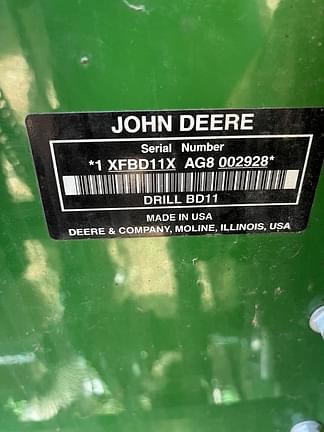 JOHN DEERE
Serial Number
*1 XFBD11X AG8 002928*
DRILL BD11
MADE IN USA
DEERE & COMPANY, MOLINE, ILLINOIS, USA